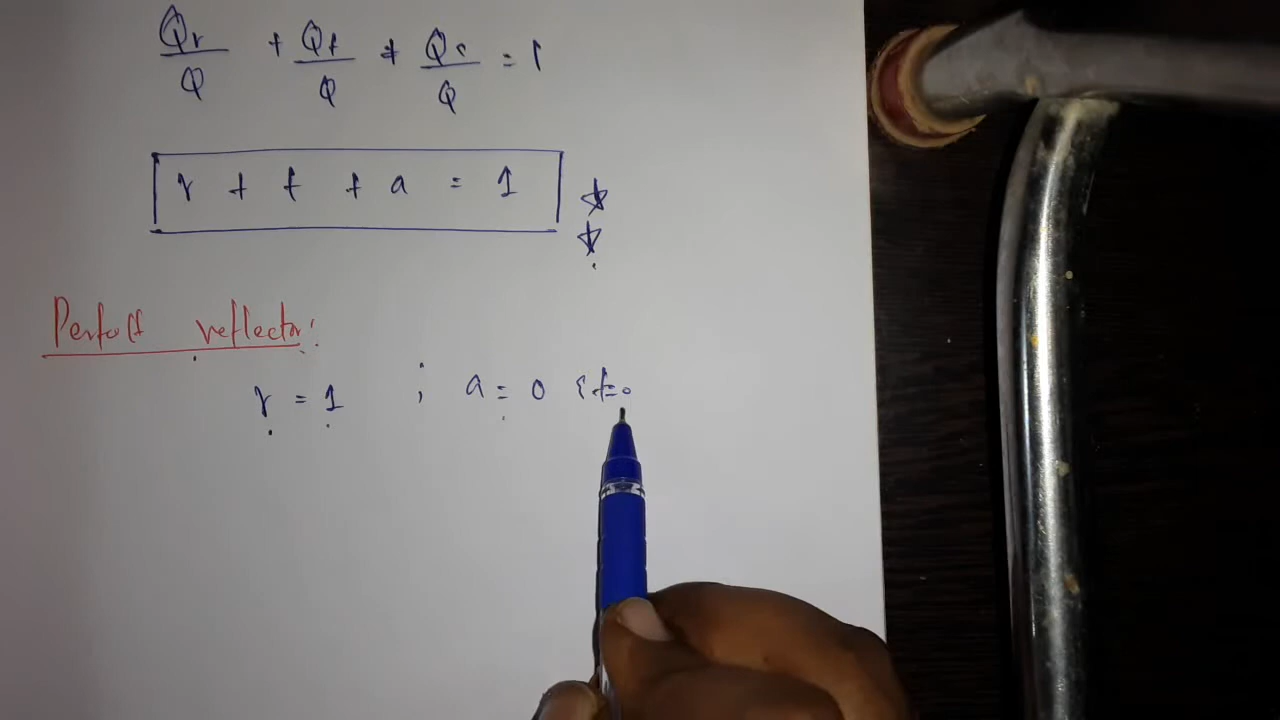 Qr/Q + Qt/Q + Qa/Q = 1
r + t + a = 1
Perfect reflector:
r = 1 ; a = 0 & t=0